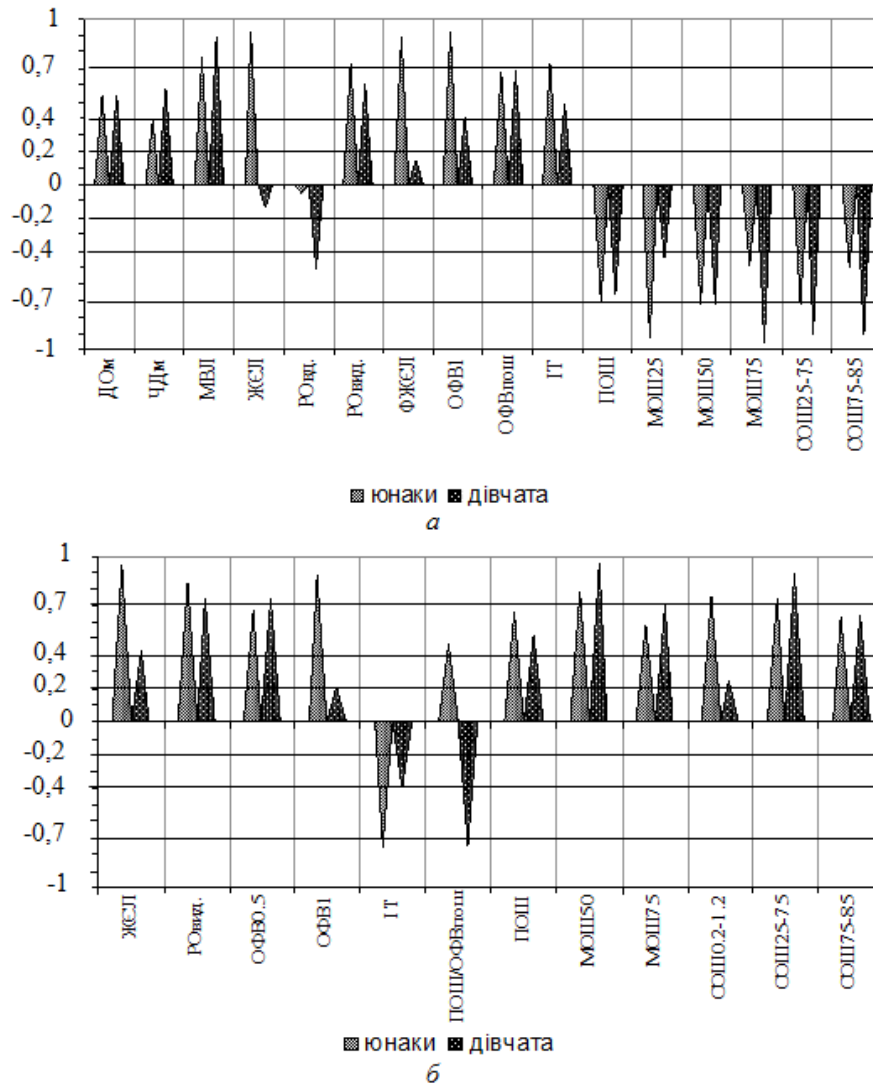 1
0,7
0,4
0,2
0
-0,2
-0,4
-0,7
-1
ДОм
ЧДм
МВЛ
ЖЄЛ
РОвд.
РОвид.
ФЖЄЛ
ОФВ1
ОФВпош
ІТ
ПОШ
МОШ25
МОШ50
МОШ75
СОШ25-75
СОШ75-85
юнаки дівчата
а
1
0,7
0,4
0,2
0
-0,2
-0,4
-0,7
-1
ЖЄЛ
РОвид.
ОФВ0.5
ОФВ1
ІТ
ПОШ/ОФВпош
ПОШ
МОШ50
МОШ75
СОШ0.2-1.2
СОШ25-75
СОШ75-85
юнаки дівчата
б